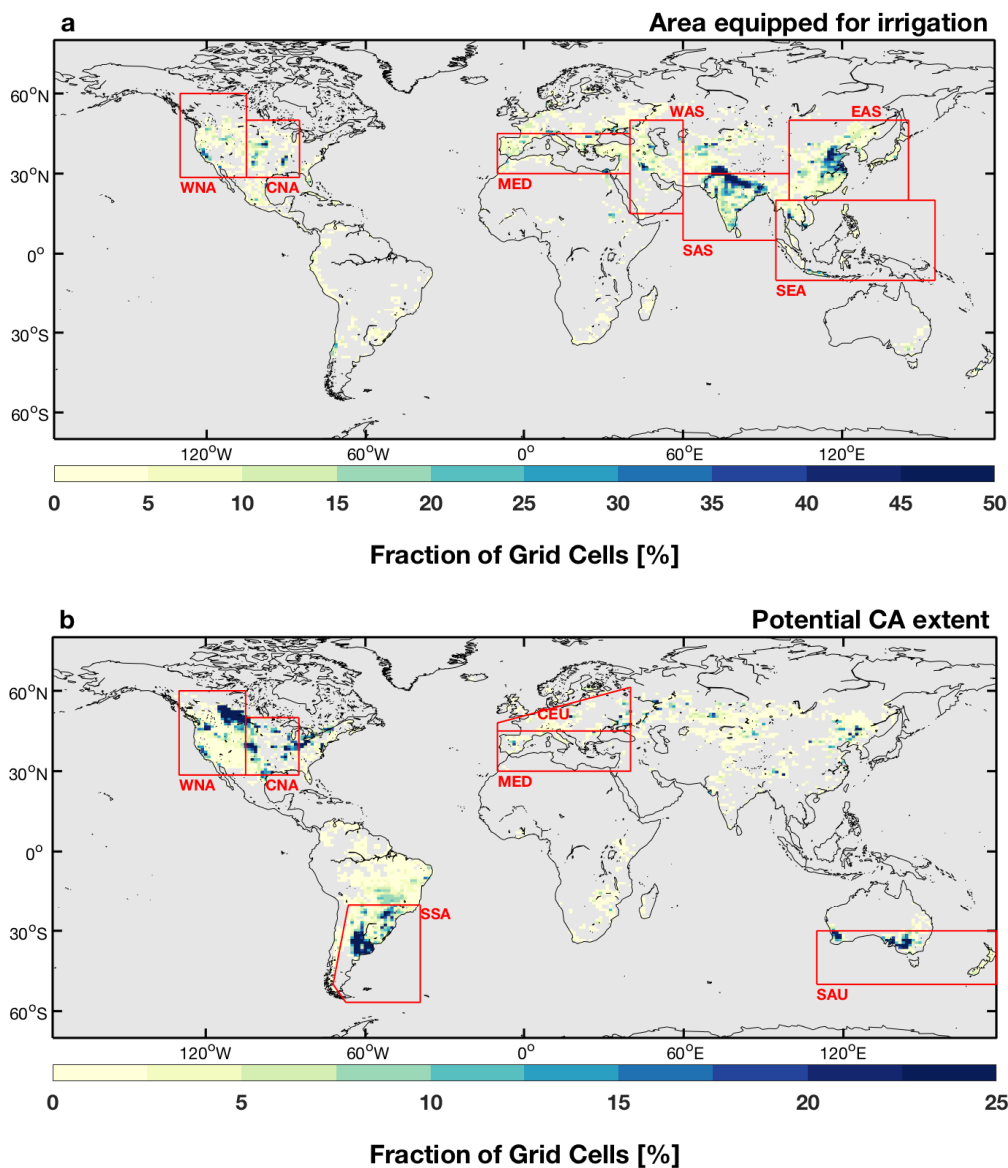 a Area equipped for irrigation
60°N
30°N
0°
30°S
60°S
WNA
CNA
MED
WAS
EAS
SAS
SEA
120°W 60°W 0° 60°E 120°E
0 5 10 15 20 25 30 35 40 45 50
Fraction of Grid Cells [%]
b Potential CA extent
60°N
30°N
0°
30°S
60°S
WNA
CNA
CEU
MED
SSA
SAU
120°W 60°W 0° 60°E 120°E
0 5 10 15 20 25
Fraction of Grid Cells [%]